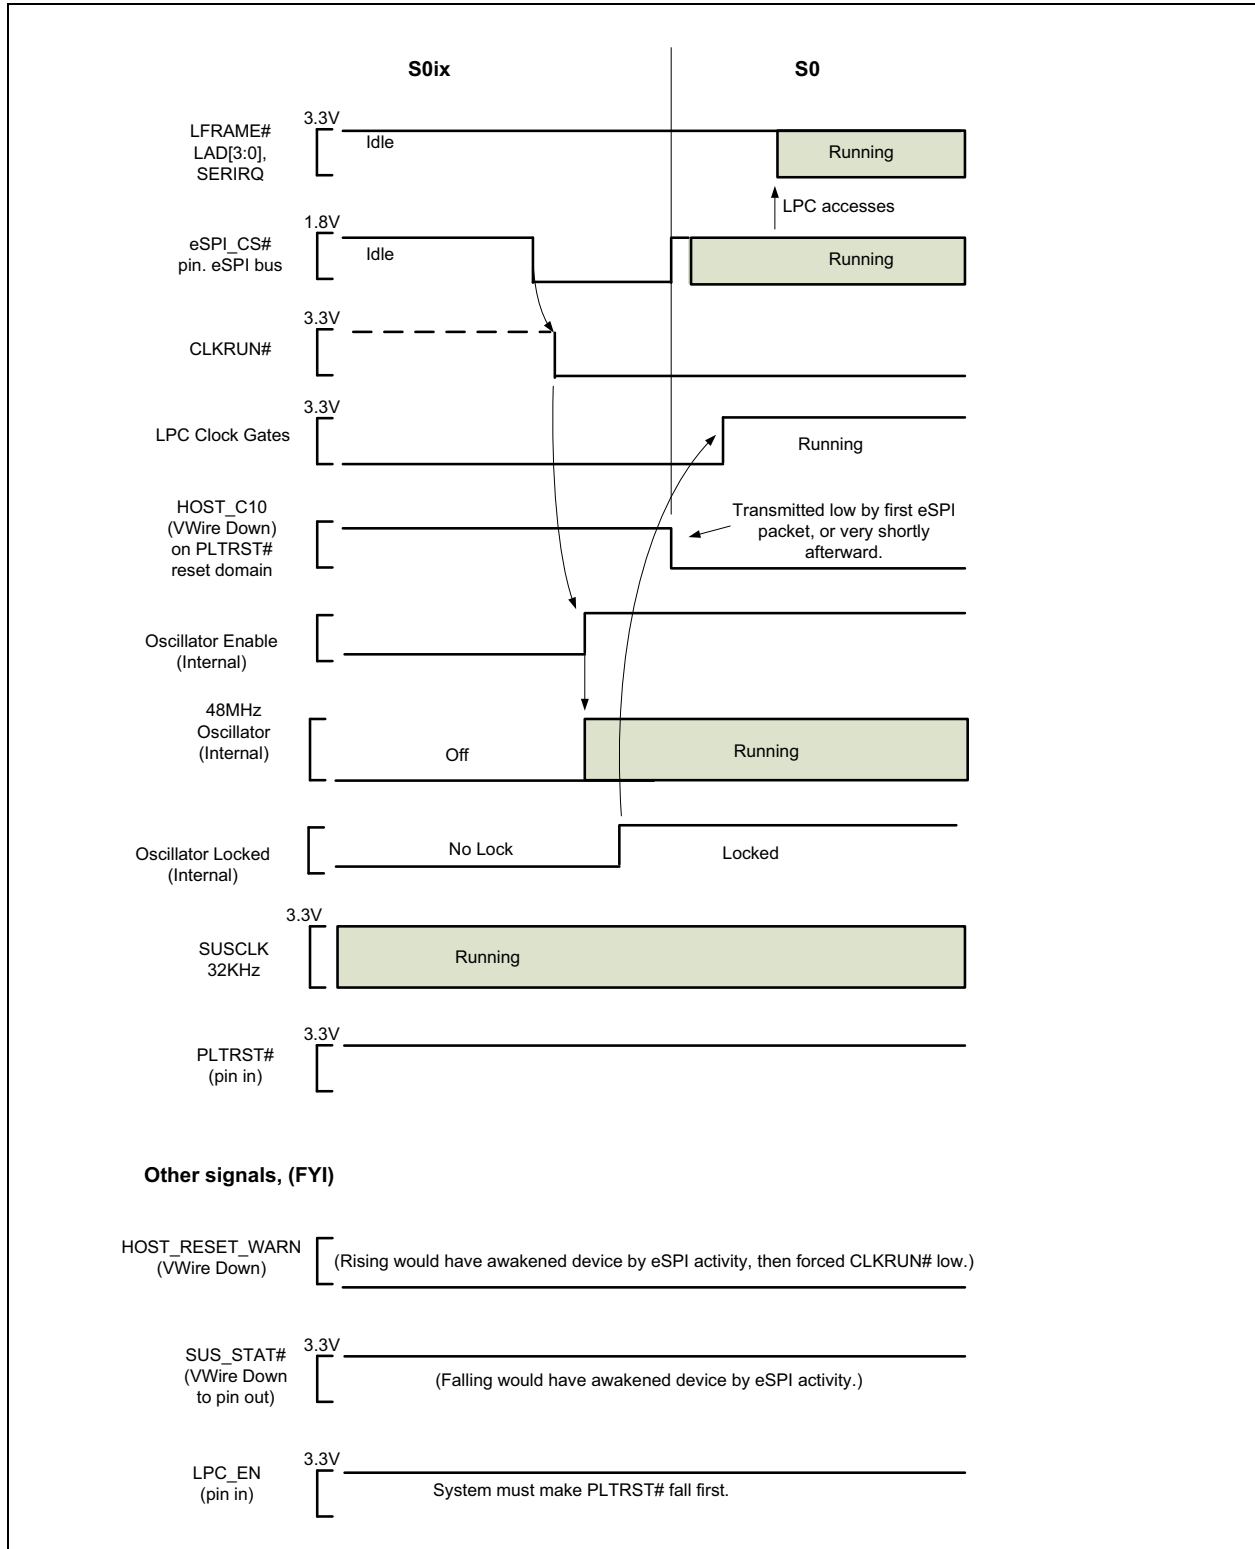 S0ix
S0
3.3V
LFRAME#
LAD[3:0],
SERIRQ
Idle
Running
LPC accesses
1.8V
eSPI_CS#
pin. eSPI bus
Idle
Running
3.3V
CLKRUN#
3.3V
LPC Clock Gates
Running
HOST_C10
(VWire Down)
on PLTRST#
reset domain
Transmitted low by first eSPI
packet, or very shortly
afterward.
Oscillator Enable
(Internal)
48MHz
Oscillator
(Internal)
Off
Running
Oscillator Locked
(Internal)
No Lock
Locked
3.3V
SUSCLK
32KHz
Running
3.3V
PLTRST#
(pin in)
Other signals, (FYI)
HOST_RESET_WARN
(VWire Down)
(Rising would have awakened device by eSPI activity, then forced CLKRUN# low.)
3.3V
SUS_STAT#
(VWire Down
to pin out)
(Falling would have awakened device by eSPI activity.)
3.3V
LPC_EN
(pin in)
System must make PLTRST# fall first.